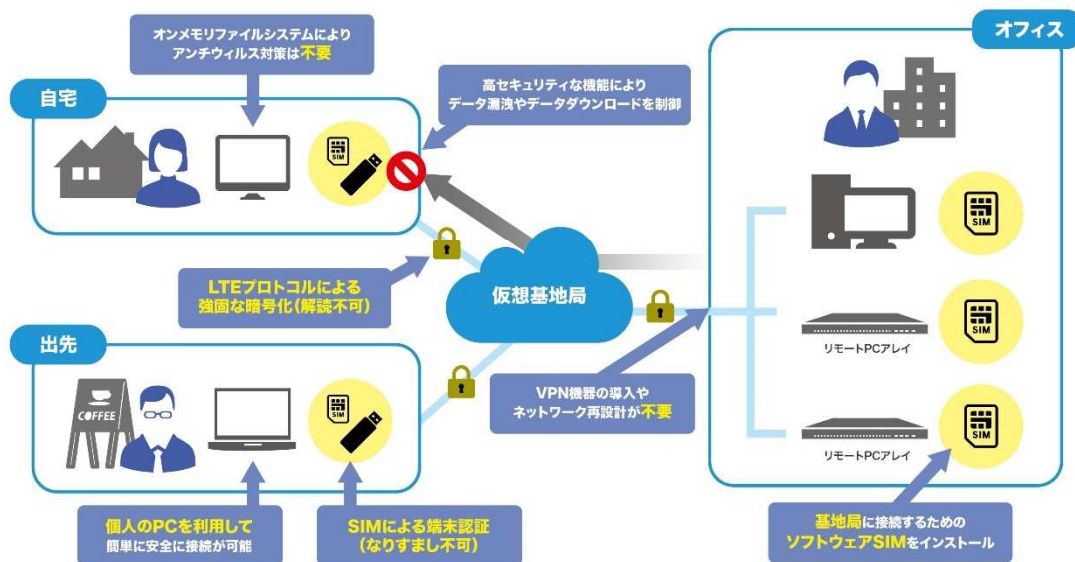 オンメモリファイルシステムにより
アンチウィルス対策は不要
オフィス
自宅
高セキュリティな機能により
データ漏洩やデータダウンロードを制御
SIM
SIM
LTEプロトコルによる
強固な暗号化(解読不可)
仮想基地局
リモートPCアレイ
SIM
出先
VPN機器の導入や
ネットワーク再設計が不要
COFFEE
SIM
リモートPCアレイ
SIM
個人のPCを利用して
簡単に安全に接続が可能
SIMによる端末認証
(なりすまし不可)
基地局に接続するための
ソフトウェアSIMをインストール